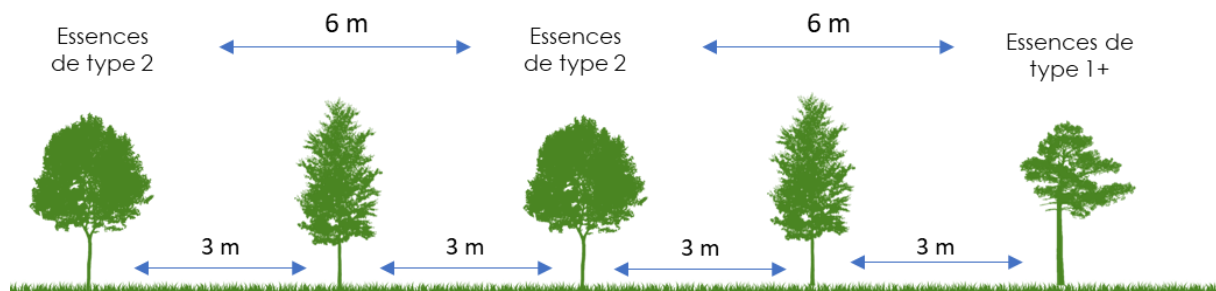 Essences
de type 2
6 m
Essences
de type 2
6 m
Essences de
type 1+
3 m
3 m
3 m
3 m